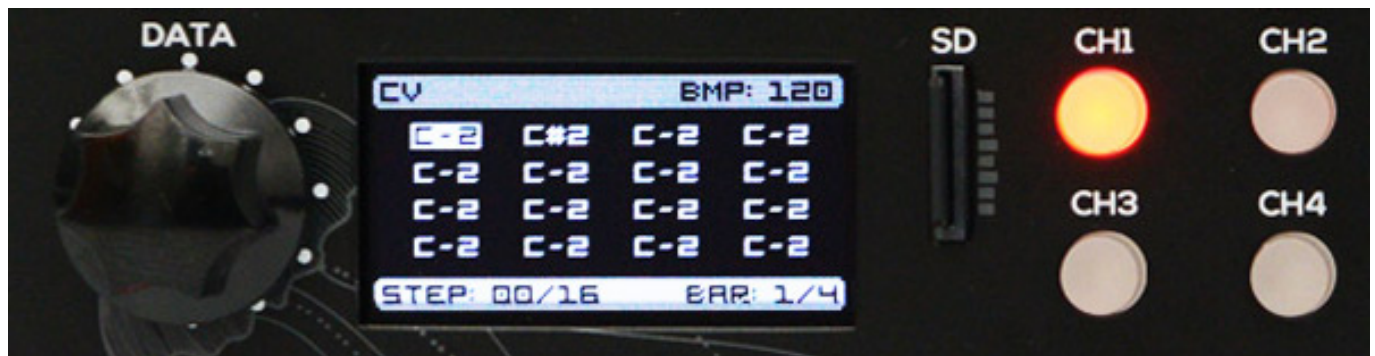 DATA
SD CH1 CH2
CV BMP: 120
C-2 C#2 C-2 C-2
C-2 C-2 C-2 C-2
C-2 C-2 C-2 C-2
C-2 C-2 C-2 C-2
STEP: 00/16 BAR: 1/4
CH3 CH4